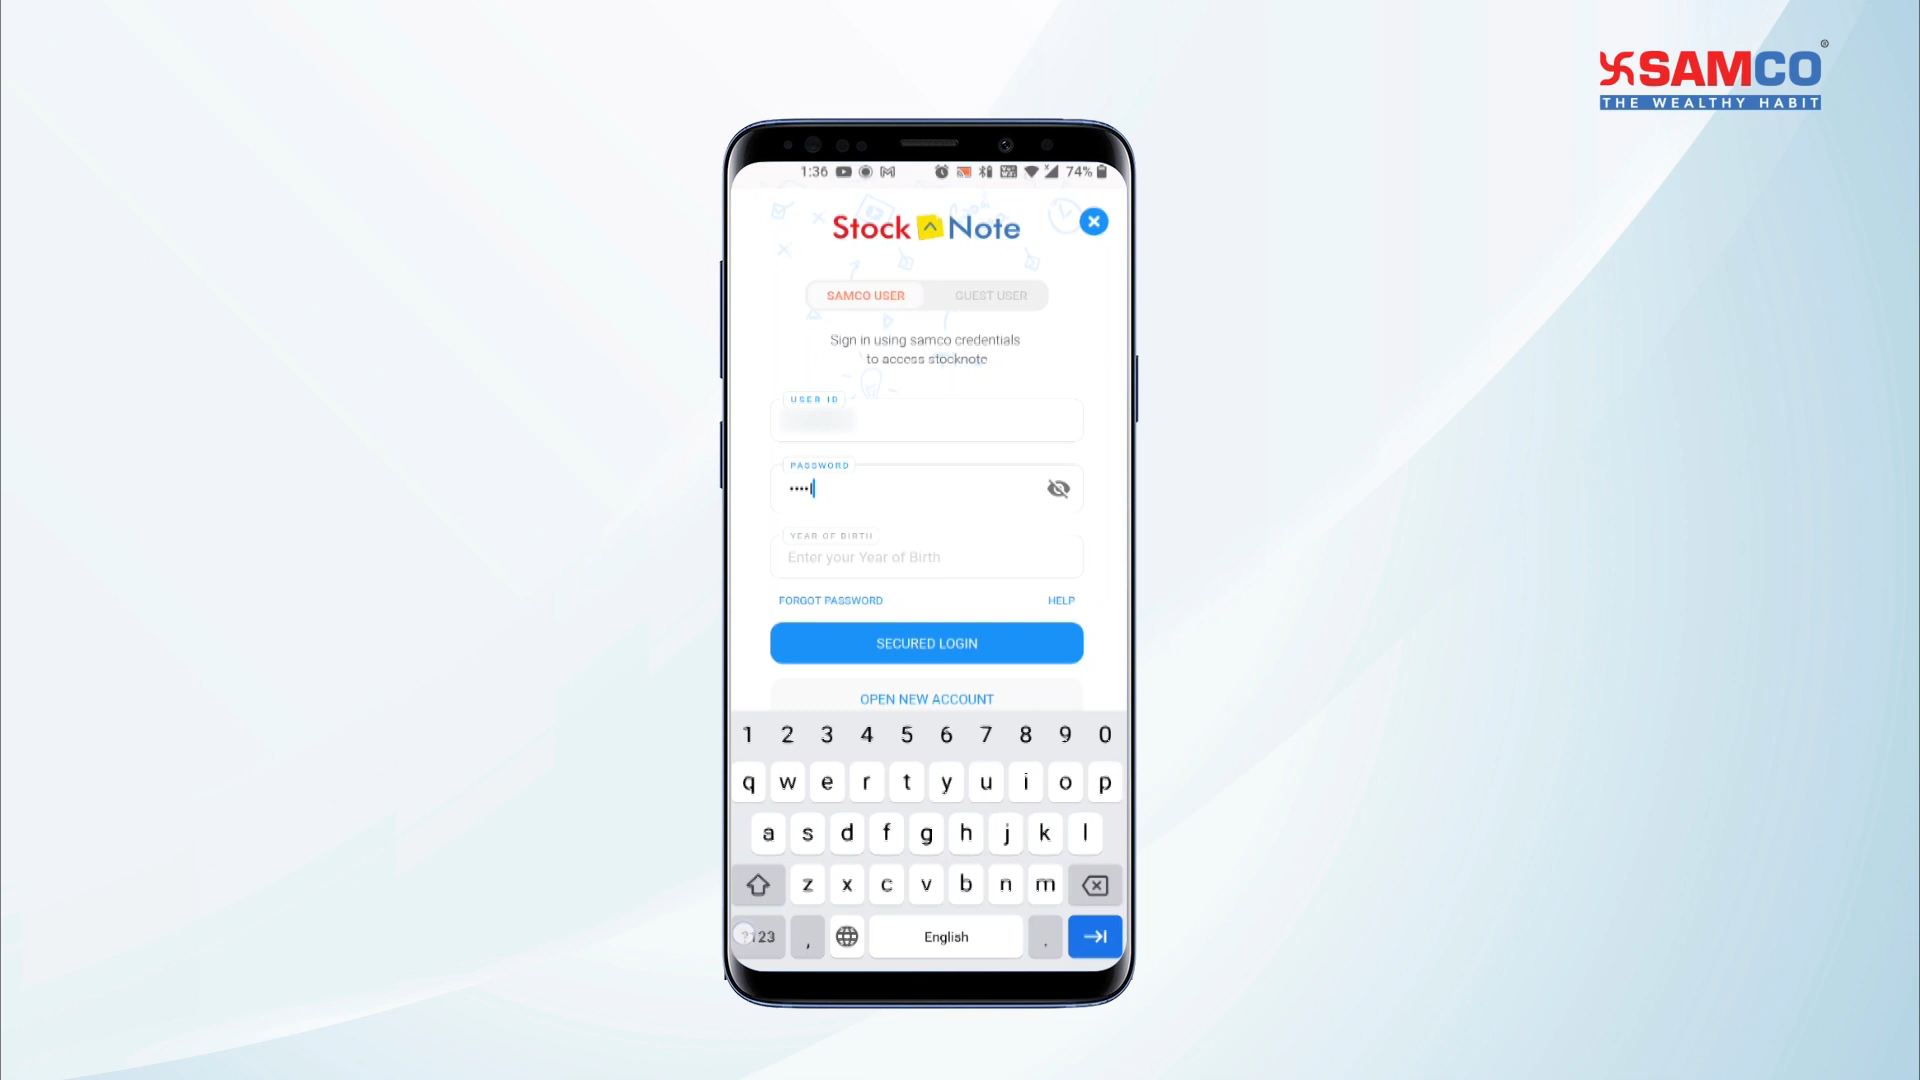 SAMCO®
THE WEALTHY HABIT
1:36
74%
Stock Note
SAMCO USER
GUEST USER
Sign in using samco credentials
to access stocknote
USER ID
PASSWORD
••••l
YEAR OF BIRTH
Enter your Year of Birth
FORGOT PASSWORD
HELP
SECURED LOGIN
OPEN NEW ACCOUNT
1 2 3 4 5 6 7 8 9 0
q w e r t y u i o p
a s d f g h j k l
z x c v b n m
?123 , English .